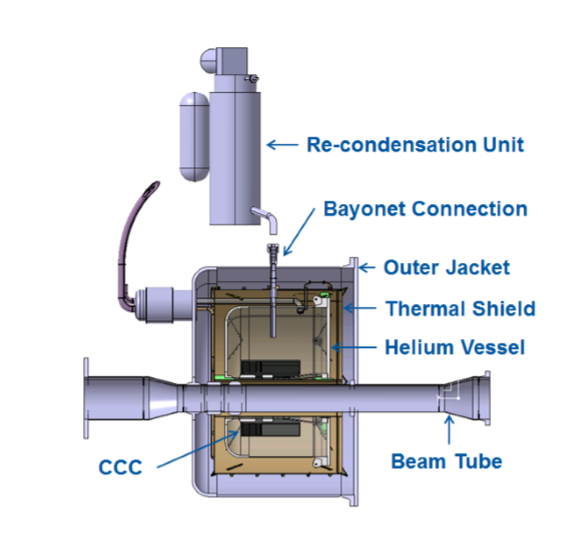 Re-condensation Unit
Bayonet Connection
Outer Jacket
Thermal Shield
Helium Vessel
CCC
Beam Tube